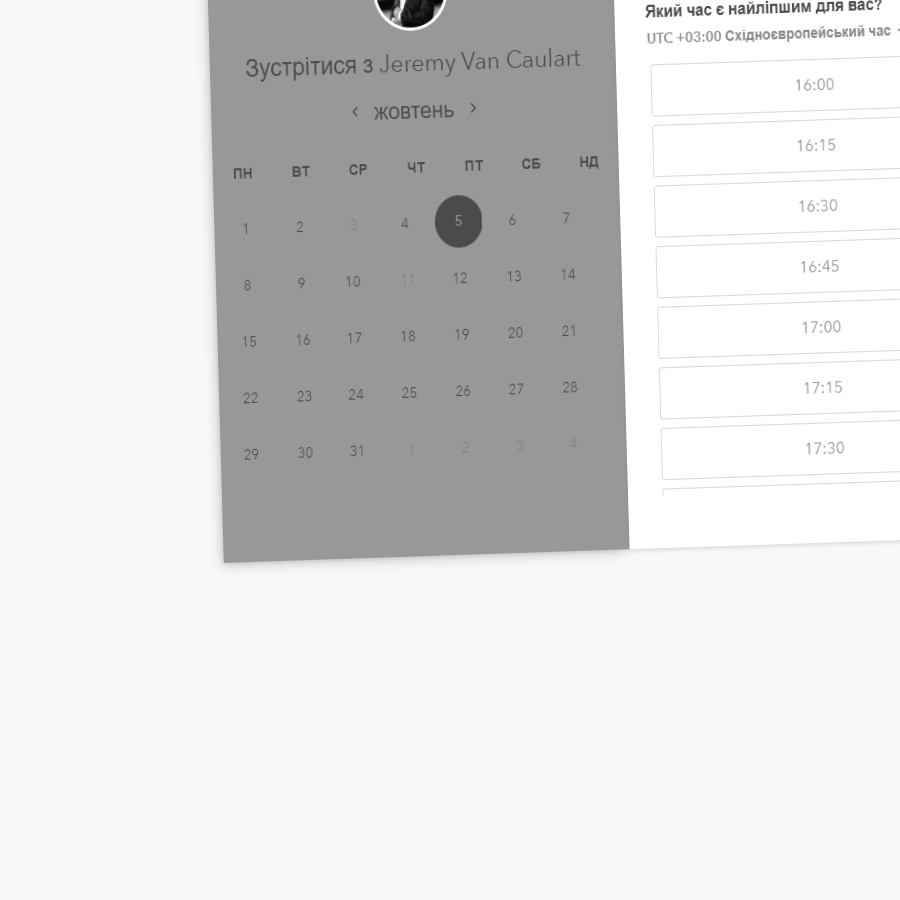 Зустрітися з Jeremy Van Caulart
‹ жовтень ›
ПН ВТ СР ЧТ ПТ СБ НД
1 2 3 4 5 6 7
8 9 10 11 12 13 14
15 16 17 18 19 20 21
22 23 24 25 26 27 28
29 30 31 1 2 3 4
Який час є найліпшим для вас?
UTC +03:00 Східноєвропейський час
16:00
16:15
16:30
16:45
17:00
17:15
17:30